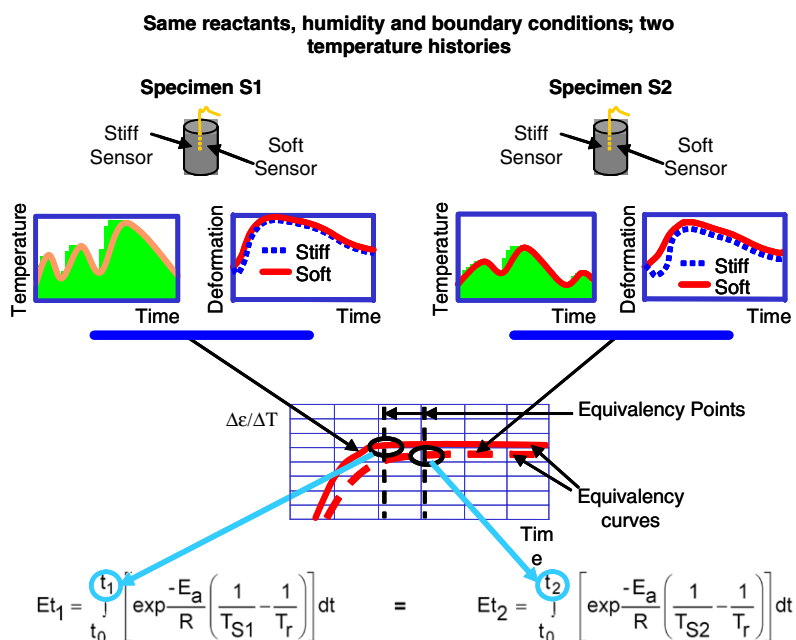 Same reactants, humidity and boundary conditions; two
temperature histories
Specimen S1
Specimen S2
Stiff
Sensor
Soft
Sensor
Stiff
Sensor
Soft
Sensor
Temperature
Time
Deformation
Stiff
Soft
Time
Temperature
Time
Deformation
Stiff
Soft
Time
Δε/ΔT
Equivalency Points
Equivalency
curves
Tim
e
Et1 = ∫ t0 t1 [exp -Ea/R (1/TS1 - 1/Tr)] dt = Et2 = ∫ t0 t2 [exp -Ea/R (1/TS2 - 1/Tr)] dt